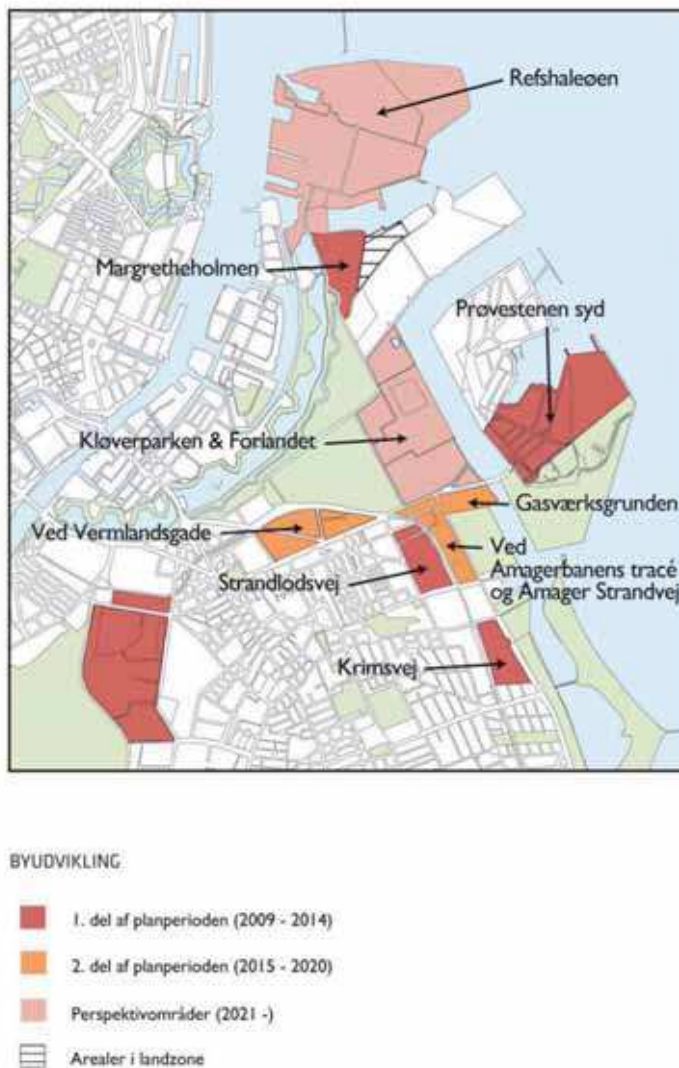 Refshaleøen
Margretheholmen
Prøvestenen syd
Kløverparken & Forlandet
Gasværksgrunden
Ved Vermlandsgade
Ved
Amagerbanens tracé
og Amager Strandvej
Strandlodsvej
Krimsvej
BYUDVIKLING
1. del af planperioden (2009 - 2014)
2. del af planperioden (2015 - 2020)
Perspektivområder (2021 -)
Arealer i landzone